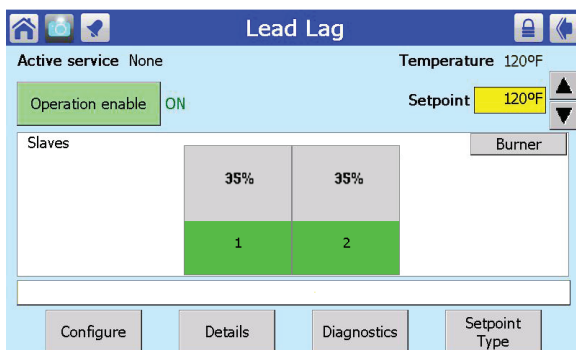 Lead Lag
Active service None
Temperature 120ºF
Operation enable ON
Setpoint 120ºF
Slaves
Burner
35% 35%
1 2
Configure Details Diagnostics Setpoint Type